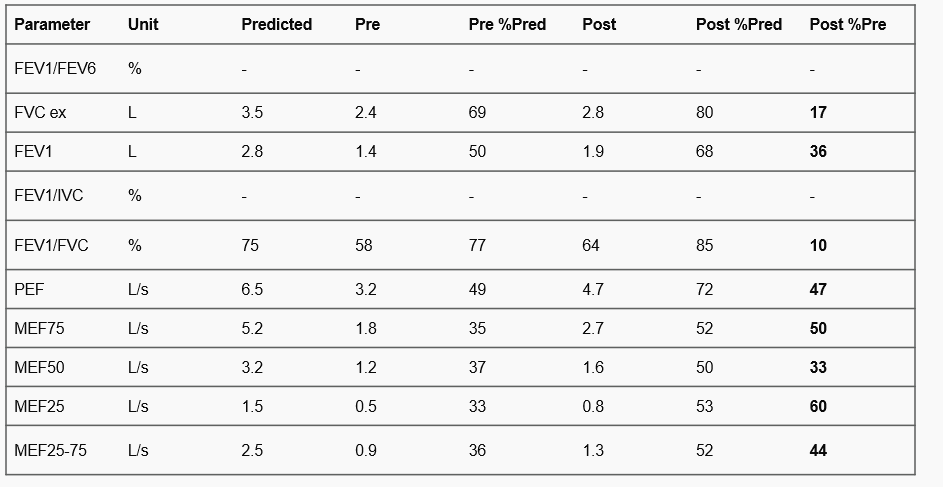 Parameter Unit Predicted Pre Pre %Pred Post Post %Pred Post %Pre
FEV1/FEV6 % - - - - - -
FVC ex L 3.5 2.4 69 2.8 80 17
FEV1 L 2.8 1.4 50 1.9 68 36
FEV1/IVC % - - - - - -
FEV1/FVC % 75 58 77 64 85 10
PEF L/s 6.5 3.2 49 4.7 72 47
MEF75 L/s 5.2 1.8 35 2.7 52 50
MEF50 L/s 3.2 1.2 37 1.6 50 33
MEF25 L/s 1.5 0.5 33 0.8 53 60
MEF25-75 L/s 2.5 0.9 36 1.3 52 44